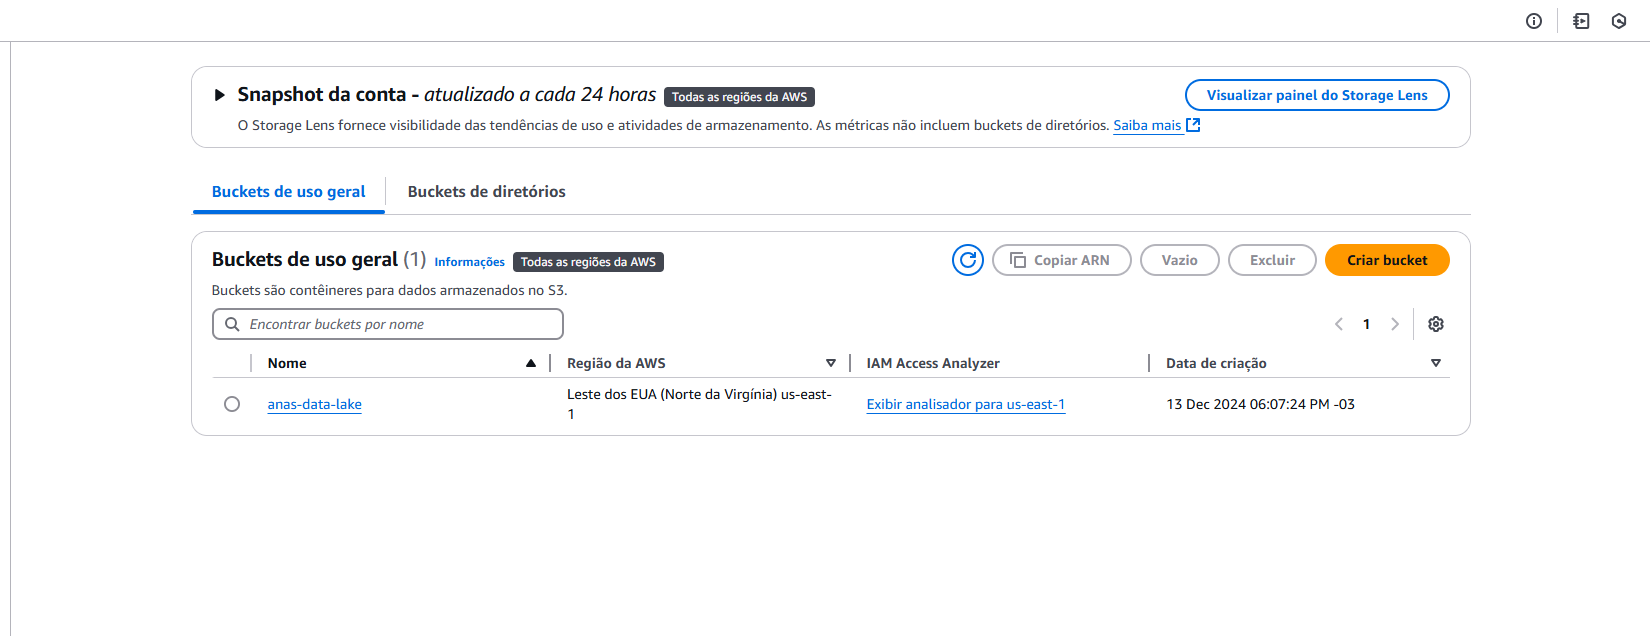 Snapshot da conta - atualizado a cada 24 horas Todas as regiões da AWS
Visualizar painel do Storage Lens
O Storage Lens fornece visibilidade das tendências de uso e atividades de armazenamento. As métricas não incluem buckets de diretórios. Saiba mais
Buckets de uso geral Buckets de diretórios
Buckets de uso geral (1) Informações Todas as regiões da AWS
Copiar ARN Vazio Excluir Criar bucket
Buckets são contêineres para dados armazenados no S3.
Encontrar buckets por nome
1
Nome Região da AWS IAM Access Analyzer Data de criação
anas-data-lake
Leste dos EUA (Norte da Virgínia) us-east-
1
Exibir analisador para us-east-1
13 Dec 2024 06:07:24 PM -03